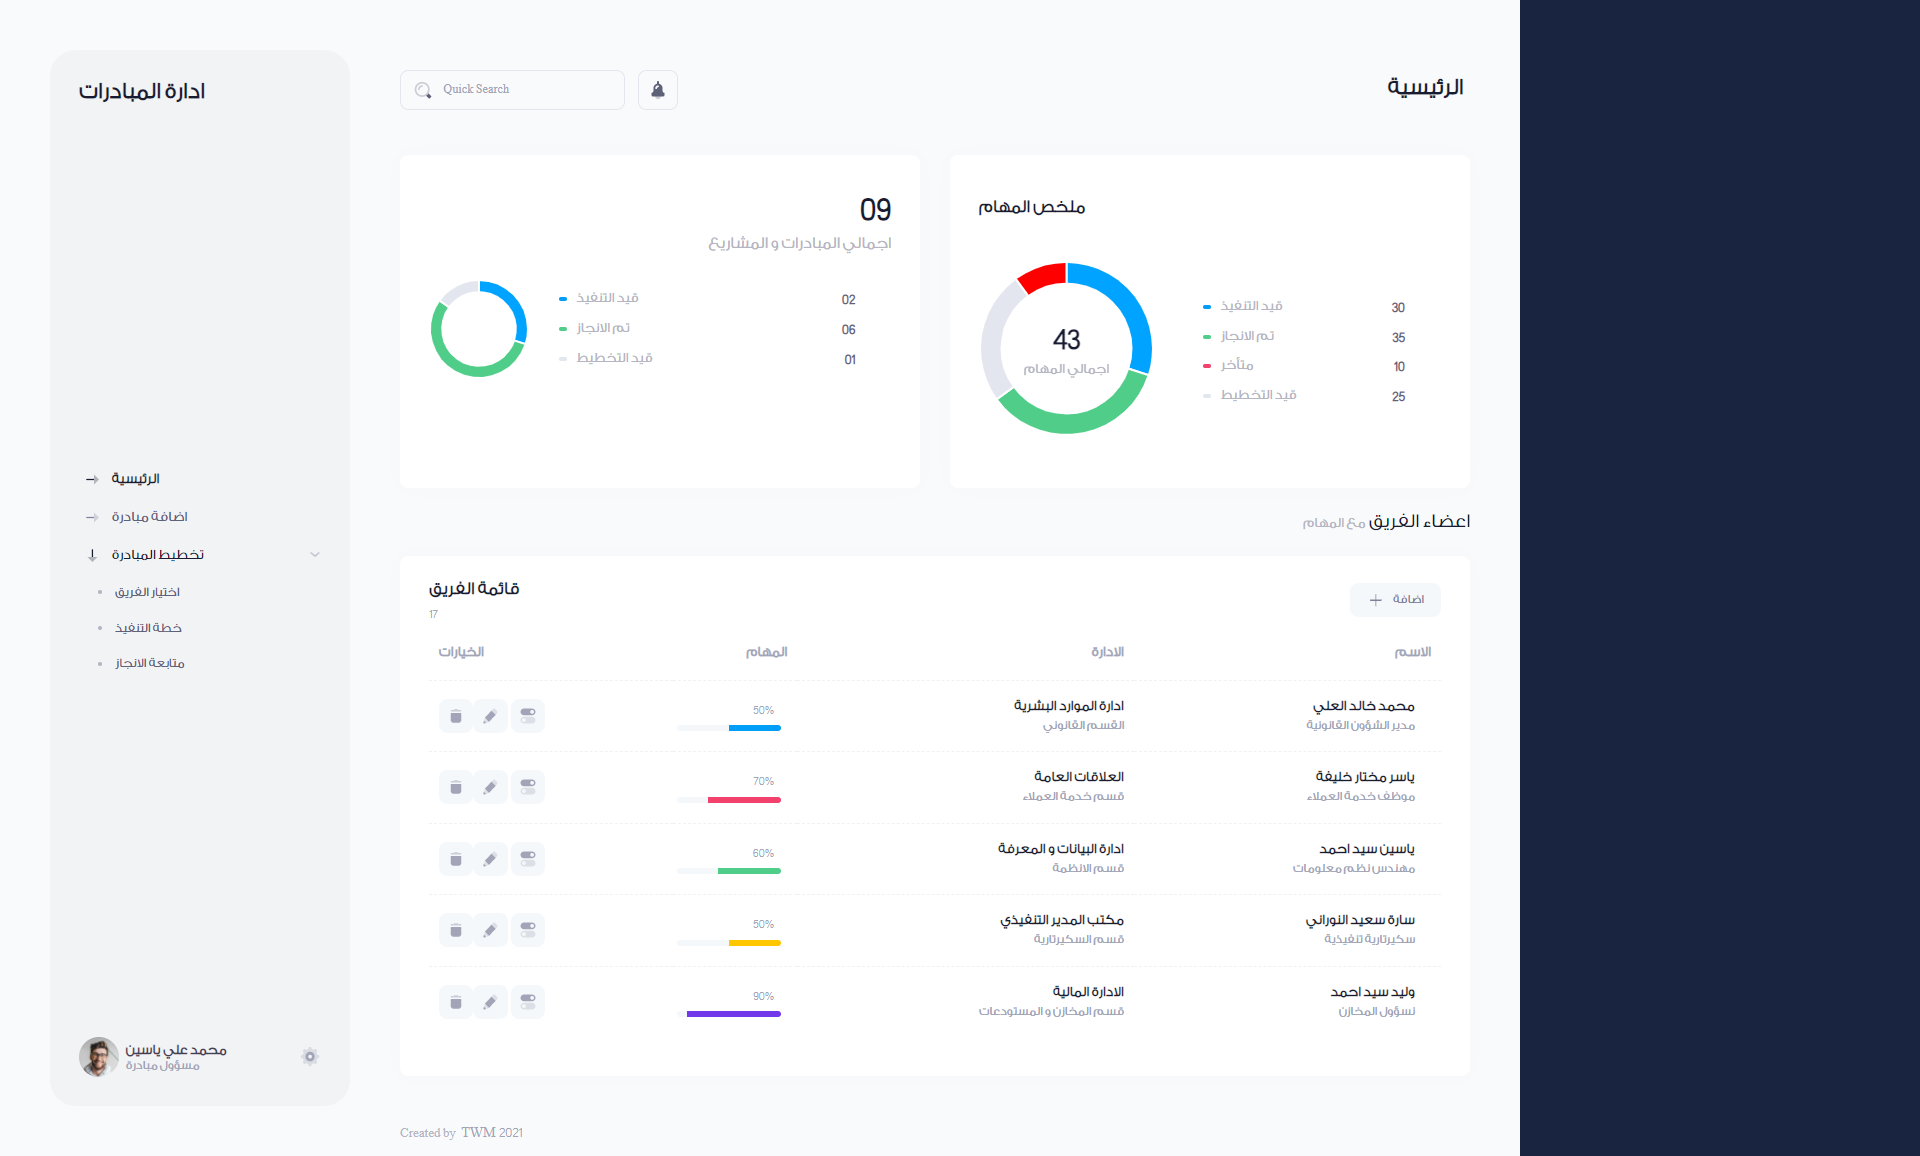 ادارة المبادرات
الرئيسية
اضافة مبادرة
تخطيط المبادرة
اختيار الفريق
خطة التنفيذ
متابعة الانجاز
محمد علي ياسين
مسؤول مبادرة
Quick Search
الرئيسية
09
اجمالي المبادرات و المشاريع
قيد التنفيذ 02
تم الانجاز 06
قيد التخطيط 01
ملخص المهام
43
اجمالي المهام
قيد التنفيذ 30
تم الانجاز 35
متأخر 10
قيد التخطيط 25
اعضاء الفريق مع المهام
قائمة الفريق
17
اضافة
الاسم الادارة المهام الخيارات
محمد خالد العلي ادارة الموارد البشرية 50%
مدير الشؤون القانونية القسم القانوني
ياسر مختار خليفة العلاقات العامة 70%
موظف خدمة العملاء قسم خدمة العملاء
ياسين سيد احمد ادارة البيانات و المعرفة 60%
مهندس نظم معلومات قسم الانظمة
سارة سعيد النوراني مكتب المدير التنفيذي 50%
سكيرتارية تنفيذية قسم السكيرتارية
وليد سيد احمد الادارة المالية 90%
نسؤول المخازن قسم المخازن و المستودعات
Created by TWM 2021